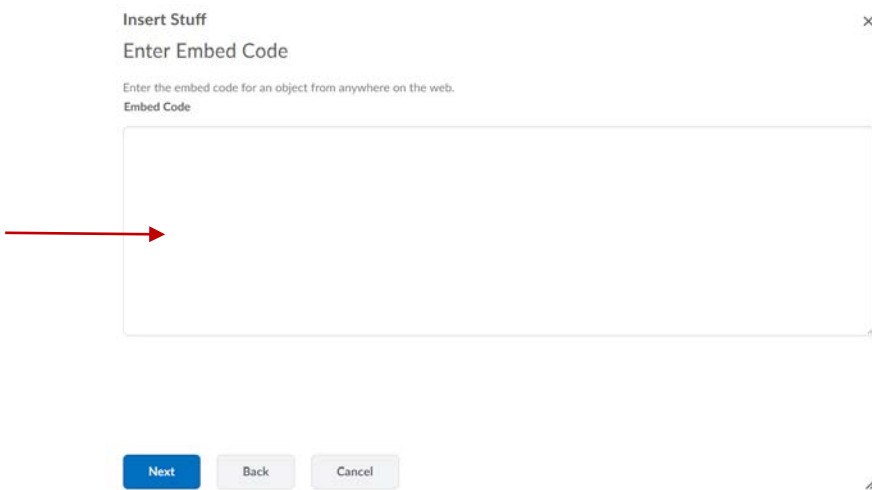 Insert Stuff
Enter Embed Code
Enter the embed code for an object from anywhere on the web.
Embed Code
Next Back Cancel